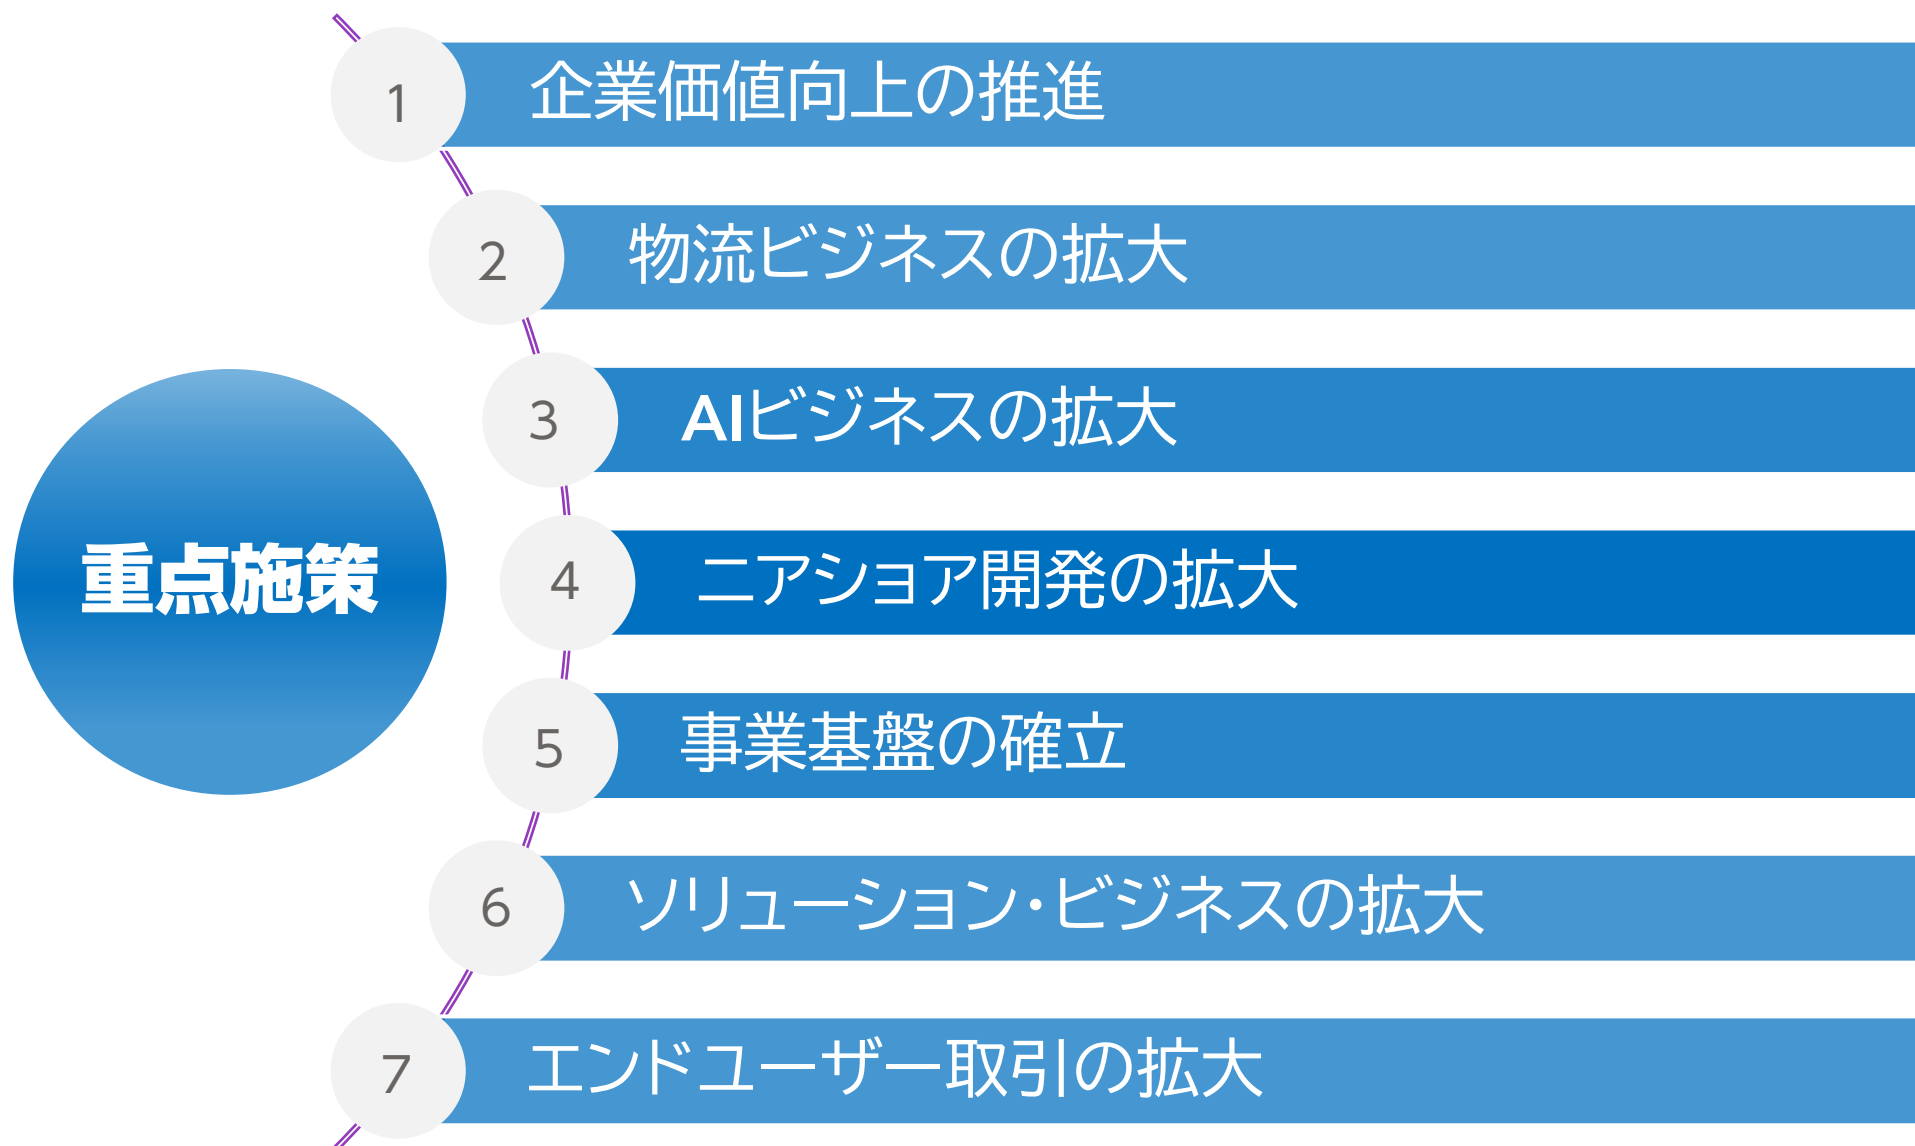 重点施策
1
企業価値向上の推進
2
物流ビジネスの拡大
3
AIビジネスの拡大
4
ニアショア開発の拡大
5
事業基盤の確立
6
ソリューション・ビジネスの拡大
7
エンドユーザー取引の拡大